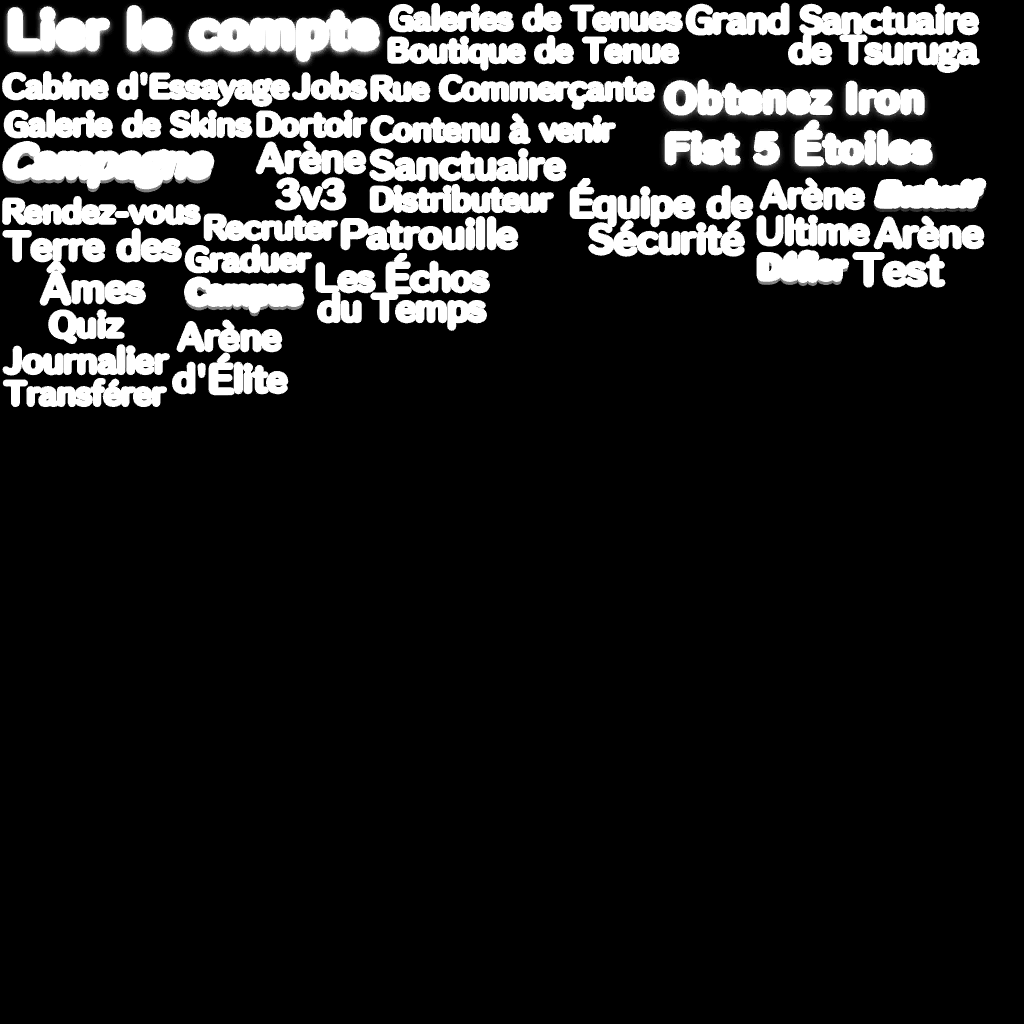 Lier le compte
Galeries de Tenues
Boutique de Tenue
Grand Sanctuaire
de Tsuruga
Cabine d'Essayage
Jobs
Rue Commerçante
Obtenez Iron
Fist 5 Étoiles
Galerie de Skins
Dortoir
Contenu à venir
Campagne
Arène
3v3
Sanctuaire
Distributeur
Équipe de
Sécurité
Arène
Ultime
Exclusif
Arène
Rendez-vous
Recruter
Patrouille
Défier
Test
Terre des
Âmes
Graduer
Campus
Les Échos
du Temps
Quiz
Journalier
Arène
d'Élite
Transférer